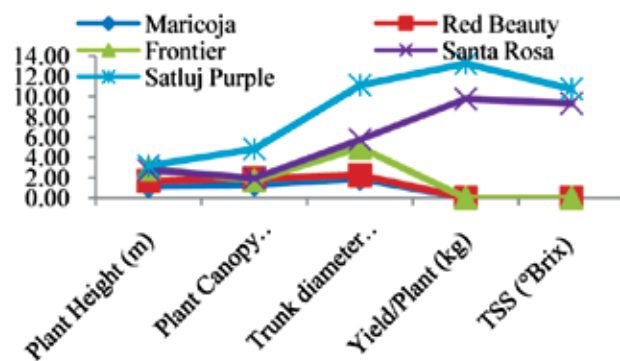 Maricoja
Red Beauty
Frontier
Santa Rosa
Satluj Purple
14.00
12.00
10.00
8.00
6.00
4.00
2.00
0.00
Plant Height (m)
Plant Canopy..
Trunk diameter…
Yield/Plant (kg)
TSS (°Brix)